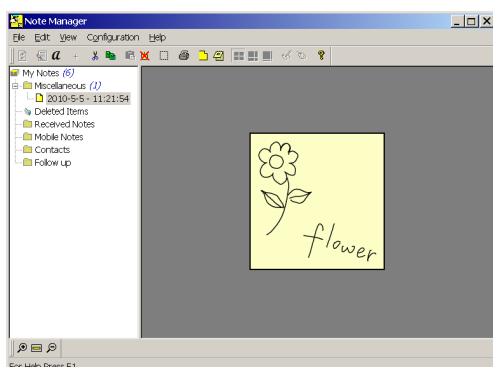 Note Manager
File Edit View Configuration Help
My Notes (6)
Miscellaneous (1)
2010-5-5 - 11:21:54
Deleted Items
Received Notes
Mobile Notes
Contacts
Follow up
flower
For Help Press F1